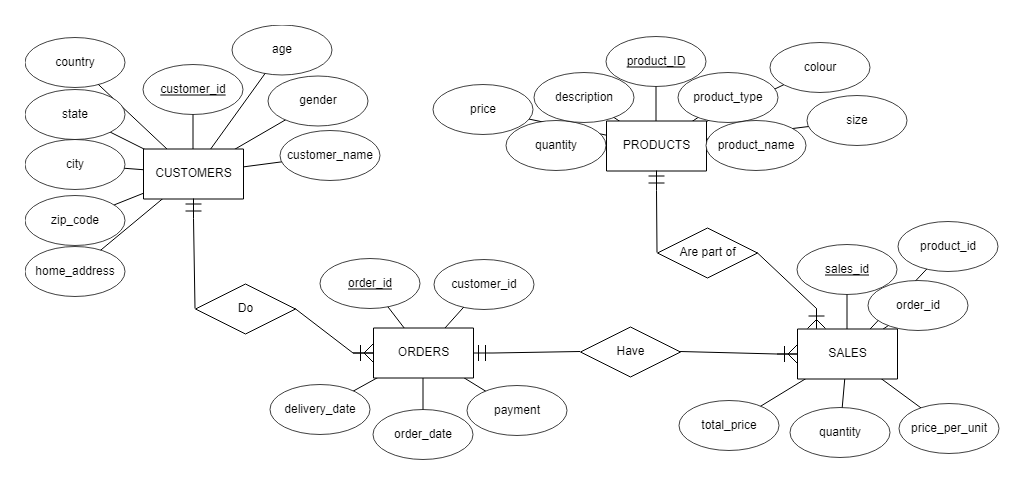 age
country
product_ID
colour
customer_id
description
product_type
gender
price
state
size
quantity
PRODUCTS
product_name
customer_name
city
CUSTOMERS
zip_code
product_id
Are part of
home_address
sales_id
order_id
customer_id
order_id
Do
ORDERS
Have
SALES
delivery_date
payment
order_date
total_price
quantity
price_per_unit